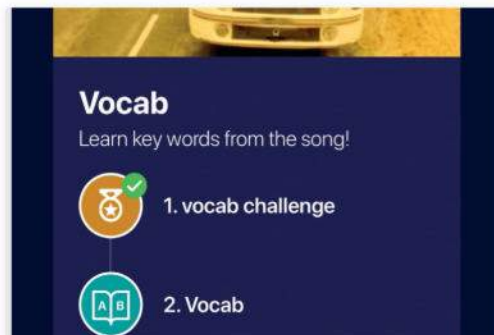 Vocab
Learn key words from the song!
1. vocab challenge
A B
2. Vocab